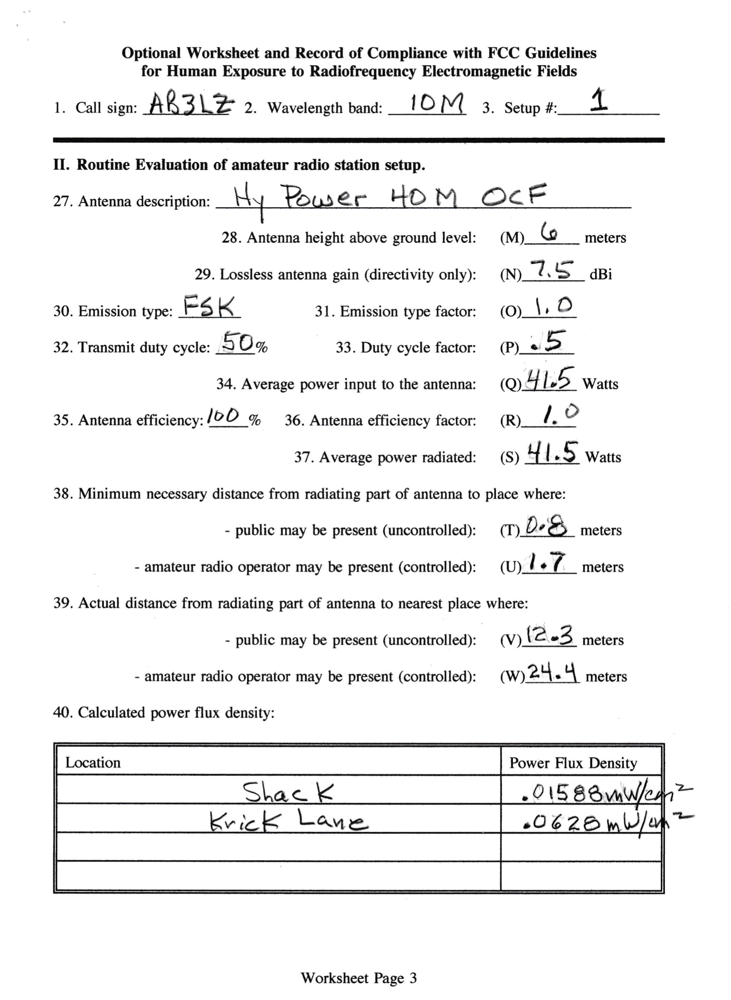 Optional Worksheet and Record of Compliance with FCC Guidelines
for Human Exposure to Radiofrequency Electromagnetic Fields
1. Call sign: AB3LZ 2. Wavelength band: 10M 3. Setup #: 1
II. Routine Evaluation of amateur radio station setup.
27. Antenna description: Hy Power 40M OCF
28. Antenna height above ground level: (M) 6 meters
29. Lossless antenna gain (directivity only): (N) 7.5 dBi
30. Emission type: FSK 31. Emission type factor: (O) 1.0
32. Transmit duty cycle: 50% 33. Duty cycle factor: (P) .5
34. Average power input to the antenna: (Q) 41.5 Watts
35. Antenna efficiency: 100 % 36. Antenna efficiency factor: (R) 1.0
37. Average power radiated: (S) 41.5 Watts
38. Minimum necessary distance from radiating part of antenna to place where:
- public may be present (uncontrolled): (T) 0.8 meters
- amateur radio operator may be present (controlled): (U) 1.7 meters
39. Actual distance from radiating part of antenna to nearest place where:
- public may be present (uncontrolled): (V) 12.3 meters
- amateur radio operator may be present (controlled): (W) 24.4 meters
40. Calculated power flux density:
Location Power Flux Density
Shack .01588mW/cm²
Krick Lane .0628mW/cm²
Worksheet Page 3